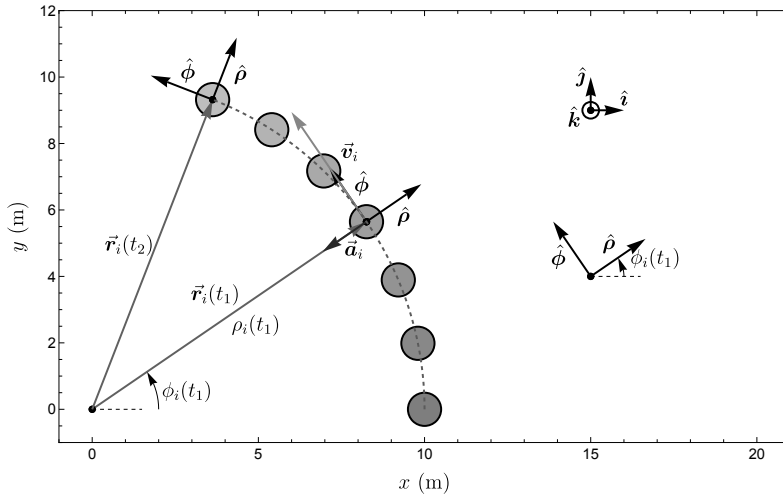 12
10
8
6
4
2
0
y (m)
0
5
10
15
20
x (m)
ϕ̂
ρ̂
v⃗ᵢ
ϕ̂
ρ̂
a⃗ᵢ
r⃗ᵢ(t₂)
r⃗ᵢ(t₁)
ρᵢ(t₁)
ϕᵢ(t₁)
ĵ
î
k̂
ϕ̂
ρ̂
ϕᵢ(t₁)